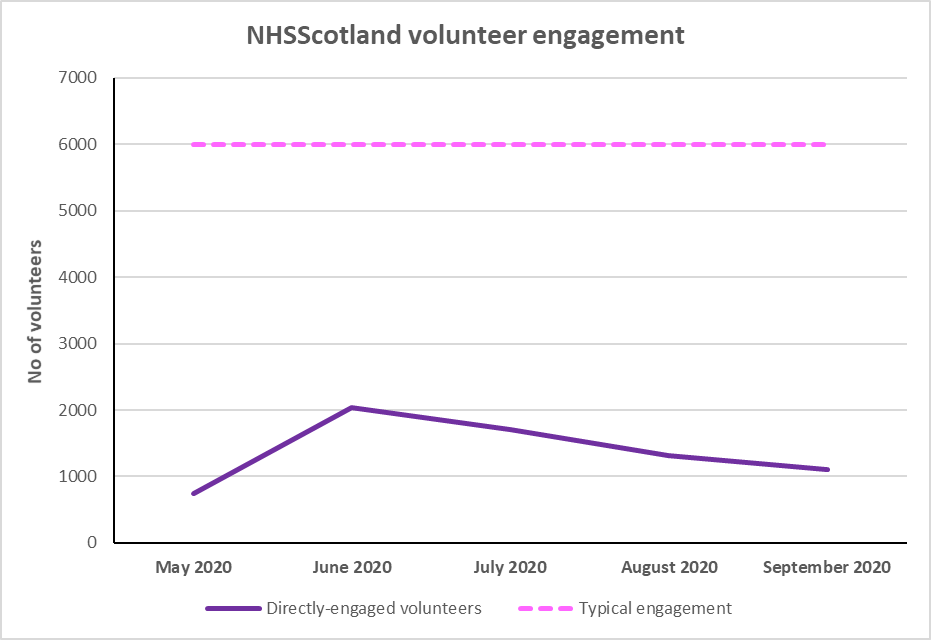 NHSScotland volunteer engagement
7000
6000
5000
4000
3000
2000
1000
0
No of volunteers
May 2020 June 2020 July 2020 August 2020 September 2020
Directly-engaged volunteers Typical engagement